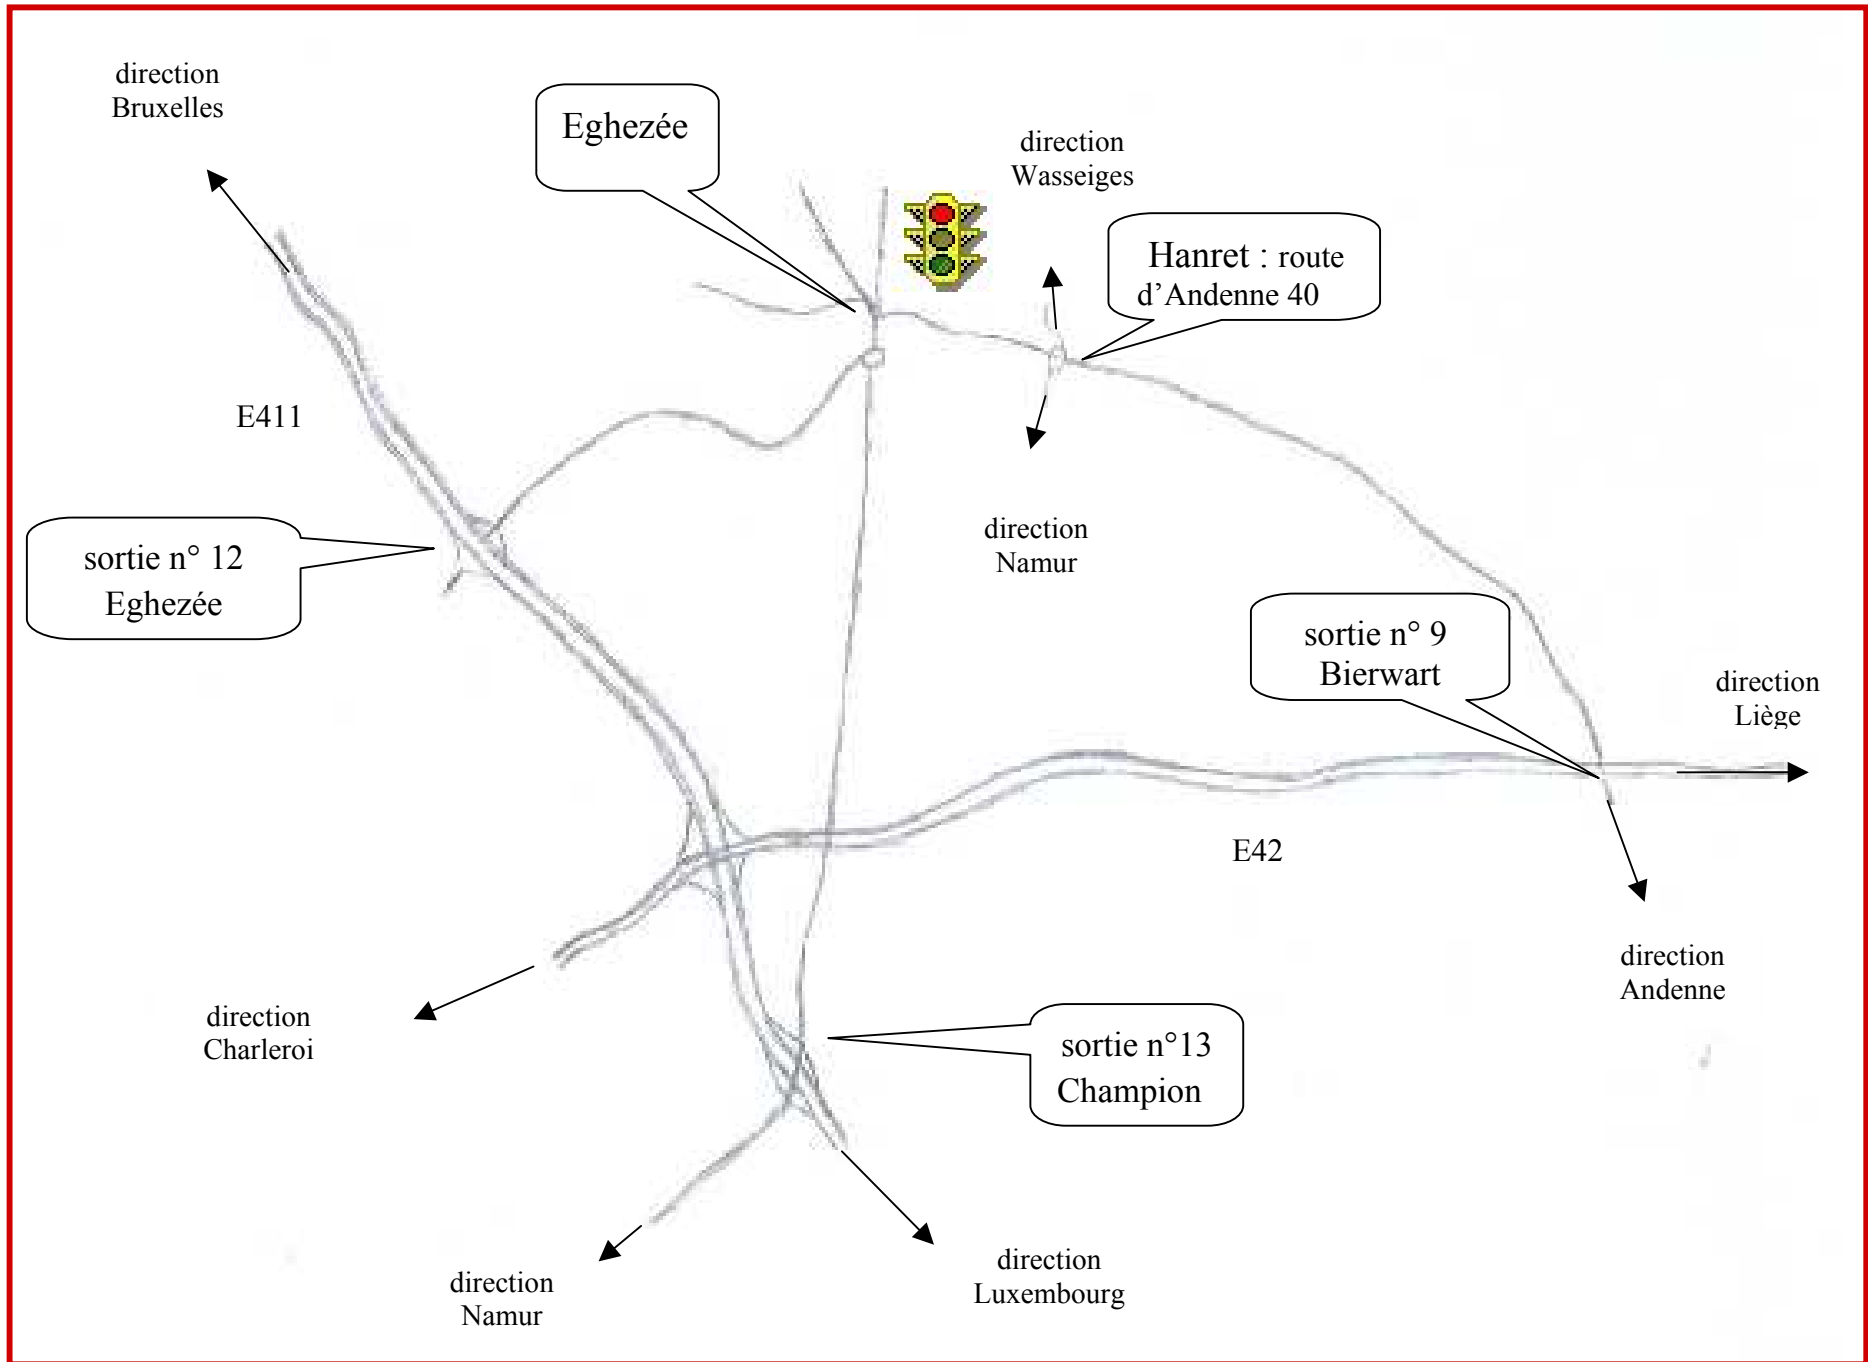 direction
Bruxelles
Eghezée
direction
Wasseiges
Hanret : route
d’Andenne 40
E411
direction
Namur
sortie n° 12
Eghezée
sortie n° 9
Bierwart
direction
Liège
E42
direction
Andenne
direction
Charleroi
sortie n°13
Champion
direction
Luxembourg
direction
Namur